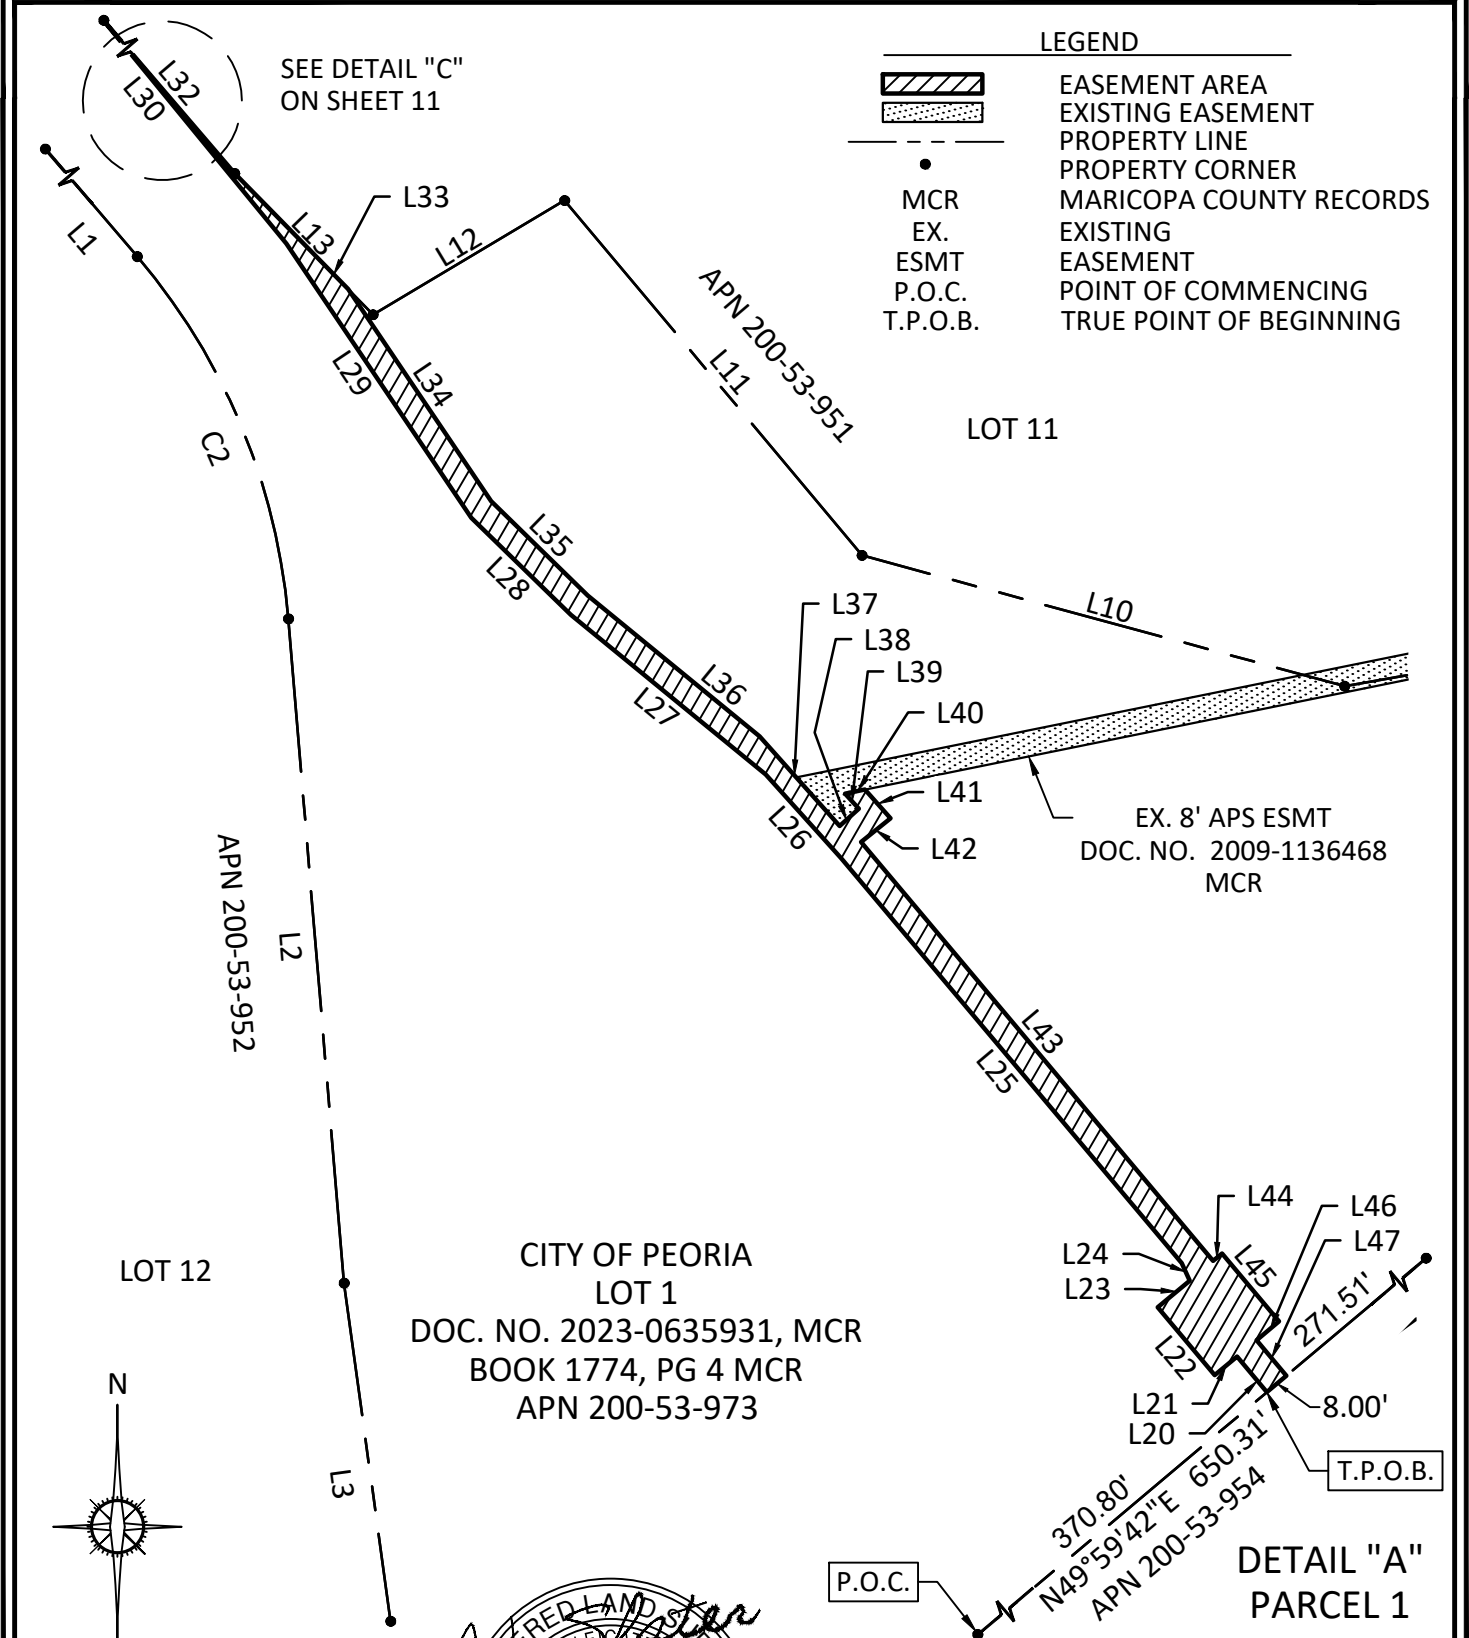 LEGEND
EASEMENT AREA
EXISTING EASEMENT
PROPERTY LINE
PROPERTY CORNER
MCR MARICOPA COUNTY RECORDS
EX. EXISTING
ESMT EASEMENT
P.O.C. POINT OF COMMENCING
T.P.O.B. TRUE POINT OF BEGINNING
SEE DETAIL "C"
ON SHEET 11
L32
L30
L1
L33
L13
L12
L11
APN 200-53-951
LOT 11
L29
L34
C2
L35
L28
L10
L37
L38
L39
L36
L27
L40
L41
L42
L26
EX. 8' APS ESMT
DOC. NO. 2009-1136468
MCR
APN 200-53-952
L2
L43
L25
L44
L46
L47
L45
L24
L23
271.51'
LOT 12
CITY OF PEORIA
LOT 1
DOC. NO. 2023-0635931, MCR
BOOK 1774, PG 4 MCR
APN 200-53-973
L22
L21
L20
8.00'
N
L3
T.P.O.B.
370.80'
N49°59'42"E 650.31'
APN 200-53-954
P.O.C.
DETAIL "A"
PARCEL 1
LAND